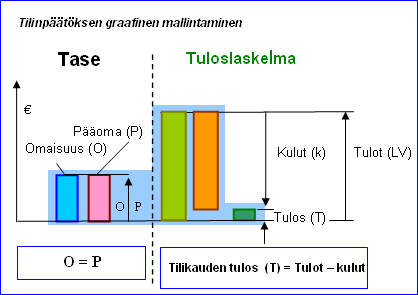 Tilinpäätöksen graafinen mallintaminen
Tase
Tuloslaskelma
€
Pääoma (P)
Omaisuus (O)
Kulut (k)
Tulot (LV)
O P
Tulos (T)
O = P
Tilikauden tulos (T) = Tulot – kulut